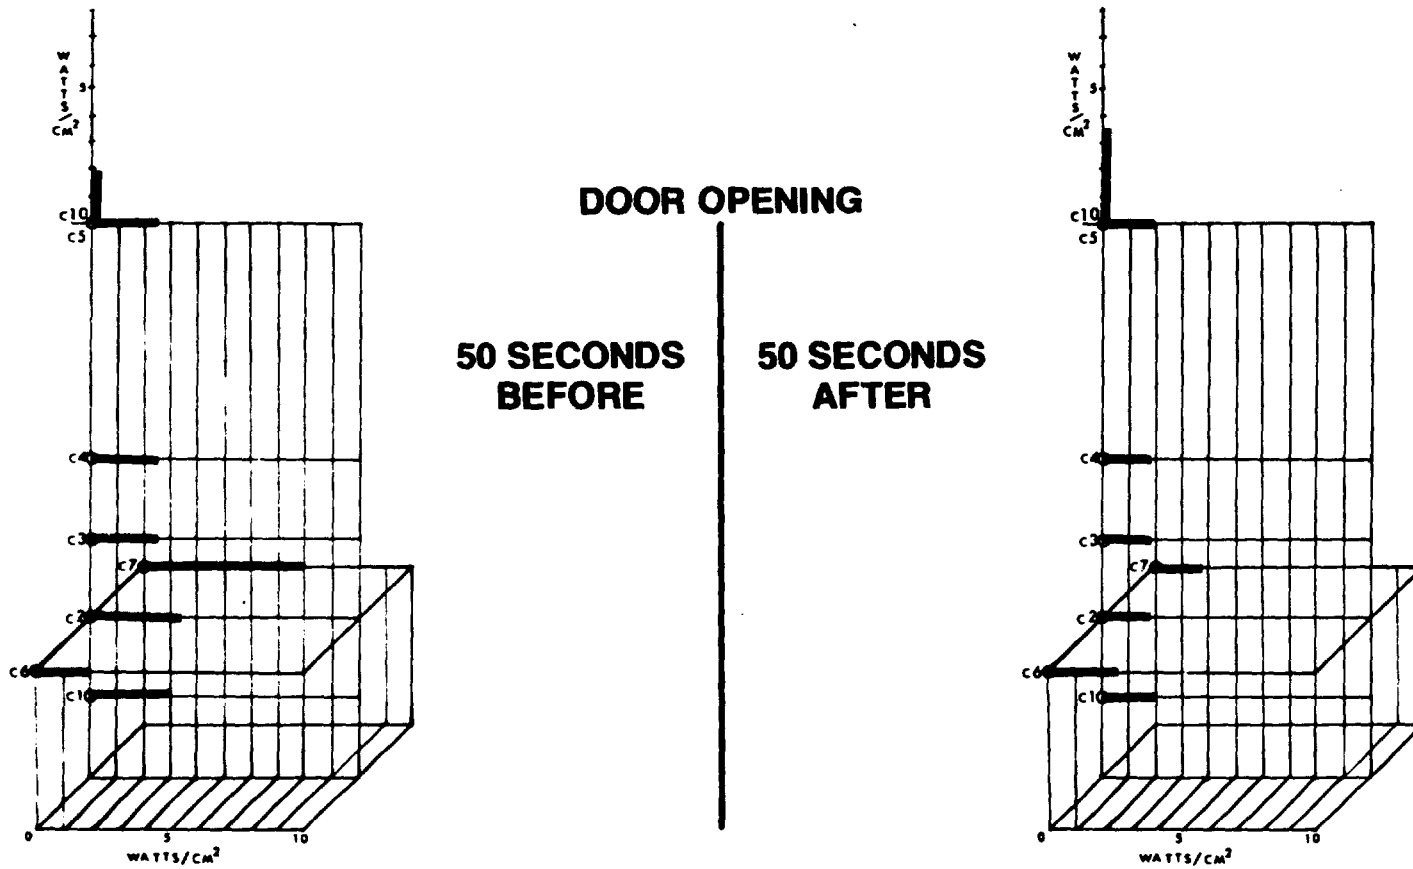 DOOR OPENING
50 SECONDS
BEFORE
50 SECONDS
AFTER
WATTS/
CM²
5
c10
c5
c4
c3
c7
c2
c6
c1
0
5
10
WATTS/CM²
WATTS/
CM²
5
c10
c5
c4
c3
c7
c2
c6
c1
0
5
10
WATTS/CM²